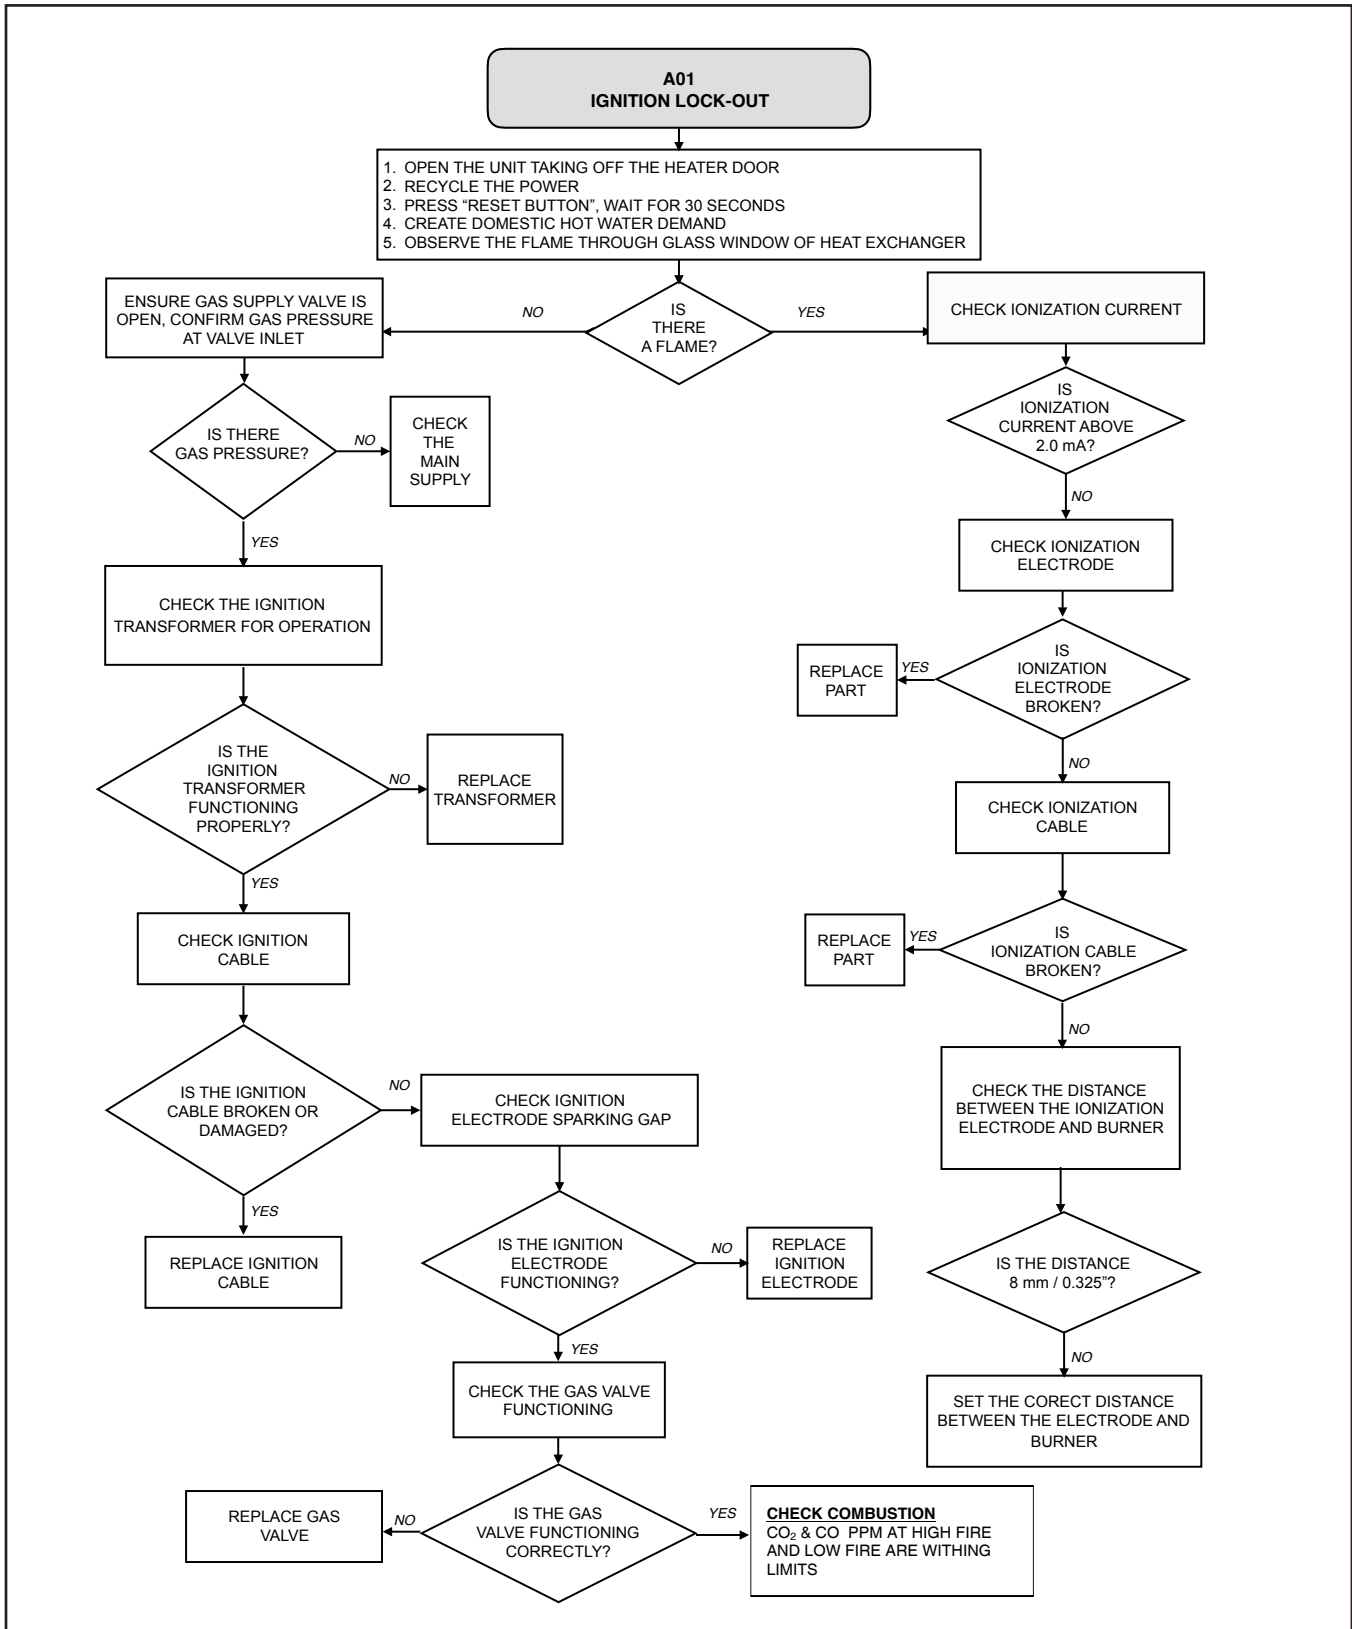 A01
IGNITION LOCK-OUT
1. OPEN THE UNIT TAKING OFF THE HEATER DOOR
2. RECYCLE THE POWER
3. PRESS “RESET BUTTON”, WAIT FOR 30 SECONDS
4. CREATE DOMESTIC HOT WATER DEMAND
5. OBSERVE THE FLAME THROUGH GLASS WINDOW OF HEAT EXCHANGER
IS
THERE
A FLAME?
NO
YES
ENSURE GAS SUPPLY VALVE IS
OPEN, CONFIRM GAS PRESSURE
AT VALVE INLET
IS THERE
GAS PRESSURE?
NO
CHECK
THE
MAIN
SUPPLY
YES
CHECK THE IGNITION
TRANSFORMER FOR OPERATION
IS THE
IGNITION
TRANSFORMER
FUNCTIONING
PROPERLY?
NO
REPLACE
TRANSFORMER
YES
CHECK IGNITION
CABLE
IS THE IGNITION
CABLE BROKEN OR
DAMAGED?
YES
REPLACE IGNITION
CABLE
NO
CHECK IGNITION
ELECTRODE SPARKING GAP
IS THE IGNITION
ELECTRODE
FUNCTIONING?
NO
REPLACE
IGNITION
ELECTRODE
YES
CHECK THE GAS VALVE
FUNCTIONING
IS THE GAS
VALVE FUNCTIONING
CORRECTLY?
NO
REPLACE GAS
VALVE
YES
CHECK COMBUSTION
CO₂ & CO PPM AT HIGH FIRE
AND LOW FIRE ARE WITHING
LIMITS
CHECK IONIZATION CURRENT
IS
IONIZATION
CURRENT ABOVE
2.0 mA?
NO
CHECK IONIZATION
ELECTRODE
IS
IONIZATION
ELECTRODE
BROKEN?
YES
REPLACE
PART
NO
CHECK IONIZATION
CABLE
IS
IONIZATION CABLE
BROKEN?
YES
REPLACE
PART
NO
CHECK THE DISTANCE
BETWEEN THE IONIZATION
ELECTRODE AND BURNER
IS THE DISTANCE
8 mm / 0.325”?
NO
SET THE CORECT DISTANCE
BETWEEN THE ELECTRODE AND
BURNER